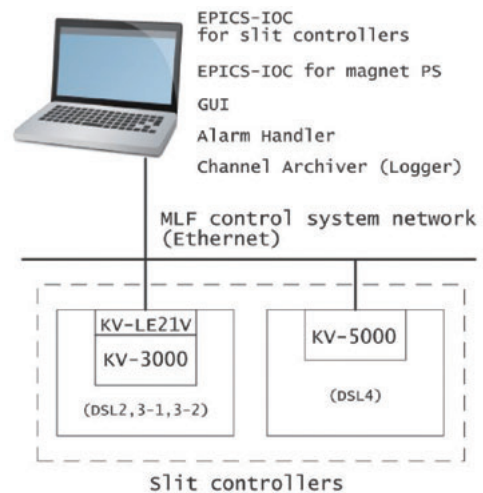 EPICS-IOC
for slit controllers
EPICS-IOC for magnet PS
GUI
Alarm Handler
Channel Archiver (Logger)
MLF control system network
(Ethernet)
KV-LE21V
KV-3000
(DSL2,3-1,3-2)
KV-5000
(DSL4)
Slit controllers